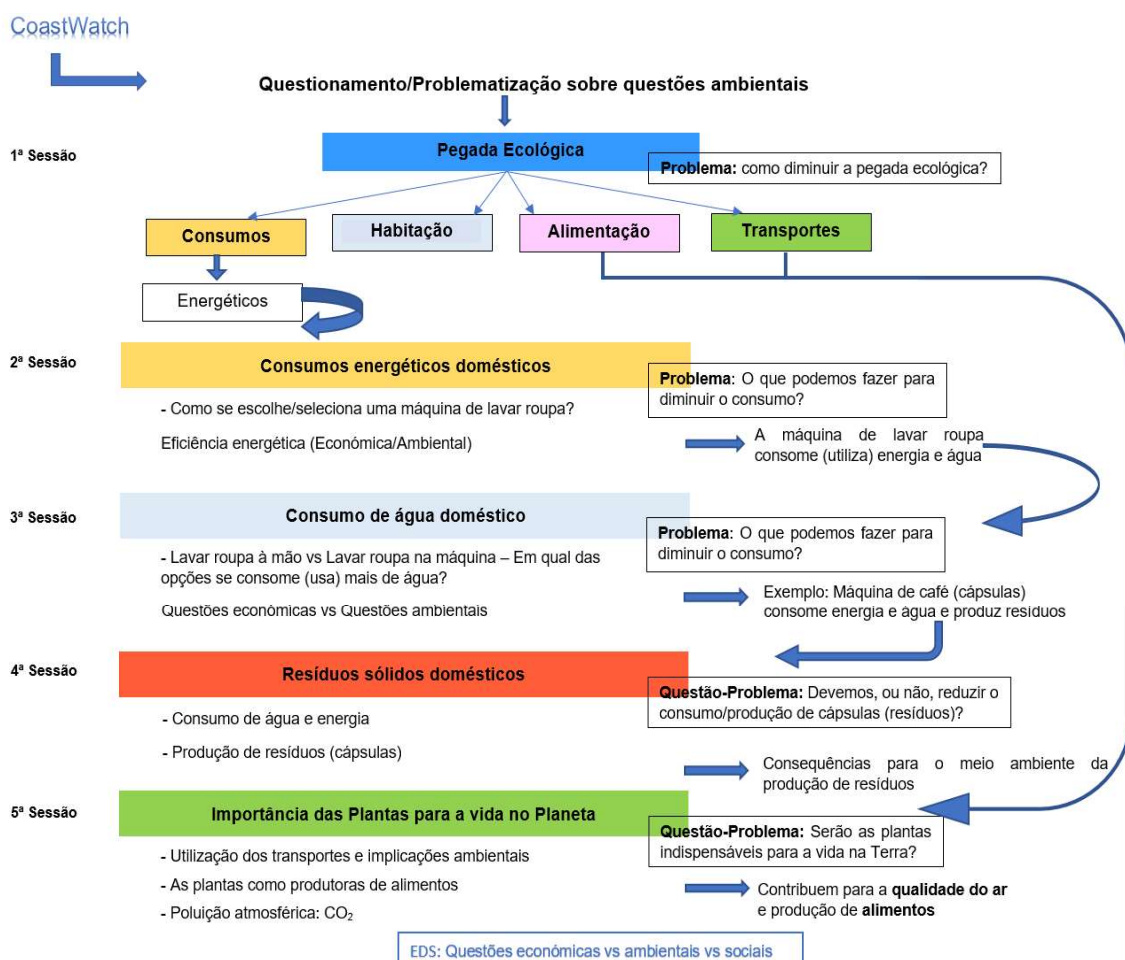 CoastWatch
Questionamento/Problematização sobre questões ambientais
1ª Sessão
Pegada Ecológica
Problema: como diminuir a pegada ecológica?
Consumos
Habitação
Alimentação
Transportes
Energéticos
2ª Sessão
Consumos energéticos domésticos
Problema: O que podemos fazer para
diminuir o consumo?
- Como se escolhe/seleciona uma máquina de lavar roupa?
Eficiência energética (Económica/Ambiental)
A máquina de lavar roupa
consome (utiliza) energia e água
3ª Sessão
Consumo de água doméstico
Problema: O que podemos fazer para
diminuir o consumo?
- Lavar roupa à mão vs Lavar roupa na máquina – Em qual das
opções se consome (usa) mais de água?
Questões económicas vs Questões ambientais
Exemplo: Máquina de café (cápsulas)
consome energia e água e produz resíduos
4ª Sessão
Resíduos sólidos domésticos
Questão-Problema: Devemos, ou não, reduzir o
consumo/produção de cápsulas (resíduos)?
- Consumo de água e energia
- Produção de resíduos (cápsulas)
Consequências para o meio ambiente da
produção de resíduos
5ª Sessão
Importância das Plantas para a vida no Planeta
Questão-Problema: Serão as plantas
indispensáveis para a vida na Terra?
- Utilização dos transportes e implicações ambientais
- As plantas como produtoras de alimentos
- Poluição atmosférica: CO₂
Contribuem para a qualidade do ar
e produção de alimentos
EDS: Questões económicas vs ambientais vs sociais